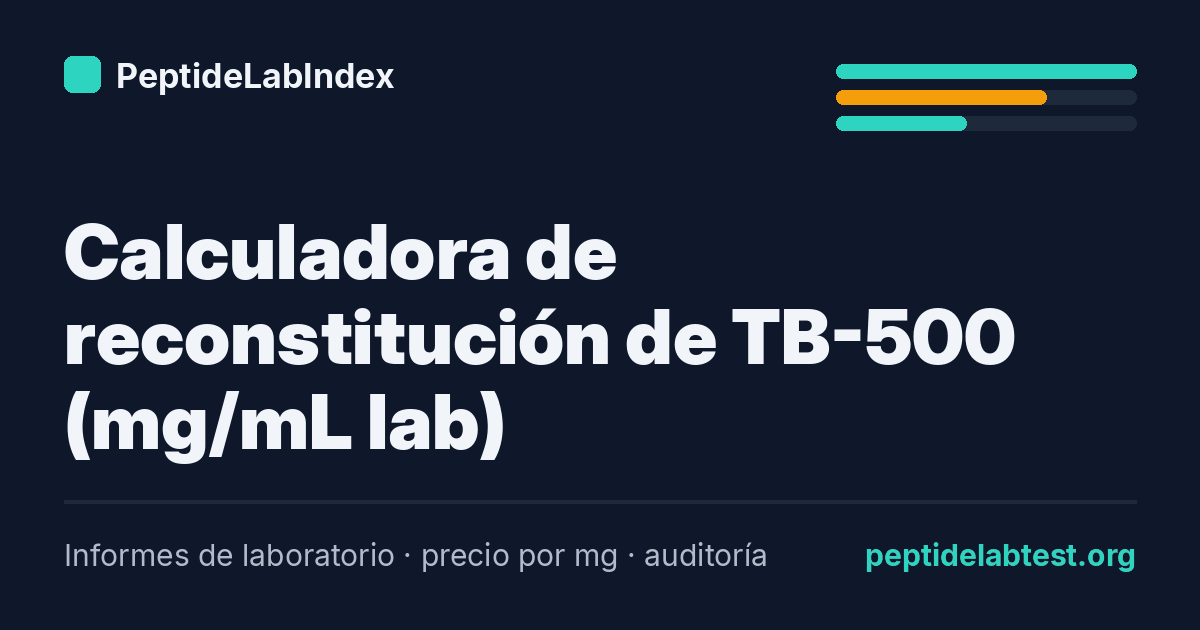 PeptideLabIndex
Calculadora de
reconstitución de TB-500
(mg/mL lab)
Informes de laboratorio · precio por mg · auditoría
peptidelabtest.org